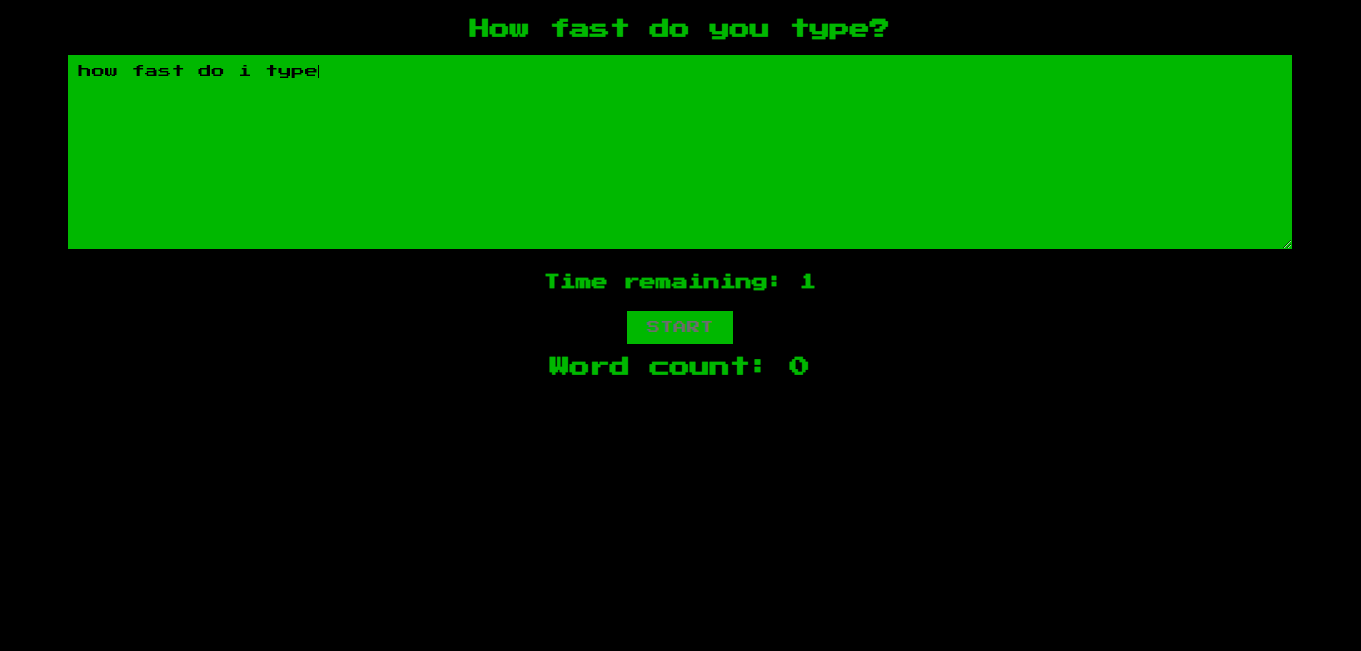 How fast do you type?
how fast do i type
Time remaining: 1
START
Word count: 0